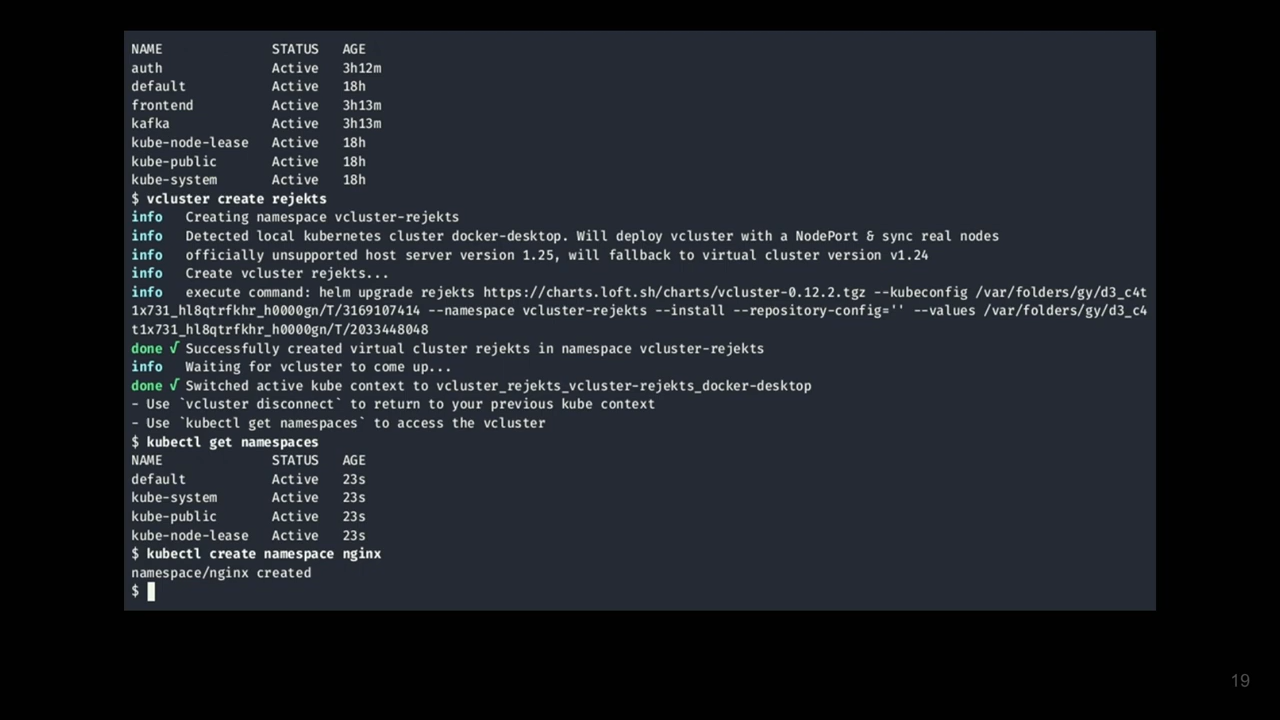 NAME              STATUS   AGE
auth              Active   3h12m
default           Active   18h
frontend          Active   3h13m
kafka             Active   3h13m
kube-node-lease   Active   18h
kube-public       Active   18h
kube-system       Active   18h
$ vcluster create rejekts
info   Creating namespace vcluster-rejekts
info   Detected local kubernetes cluster docker-desktop. Will deploy vcluster with a NodePort & sync real nodes
info   officially unsupported host server version 1.25, will fallback to virtual cluster version v1.24
info   Create vcluster rejekts...
info   execute command: helm upgrade rejekts https://charts.loft.sh/charts/vcluster-0.12.2.tgz --kubeconfig /var/folders/gy/d3_c4t
1x731_hl8qtrfkhr_h0000gn/T/3169107414 --namespace vcluster-rejekts --install --repository-config='' --values /var/folders/gy/d3_c4
t1x731_hl8qtrfkhr_h0000gn/T/2033448048
done √ Successfully created virtual cluster rejekts in namespace vcluster-rejekts
info   Waiting for vcluster to come up...
done √ Switched active kube context to vcluster_rejekts_vcluster-rejekts_docker-desktop
- Use `vcluster disconnect` to return to your previous kube context
- Use `kubectl get namespaces` to access the vcluster
$ kubectl get namespaces
NAME              STATUS   AGE
default           Active   23s
kube-system       Active   23s
kube-public       Active   23s
kube-node-lease   Active   23s
$ kubectl create namespace nginx
namespace/nginx created
$
19